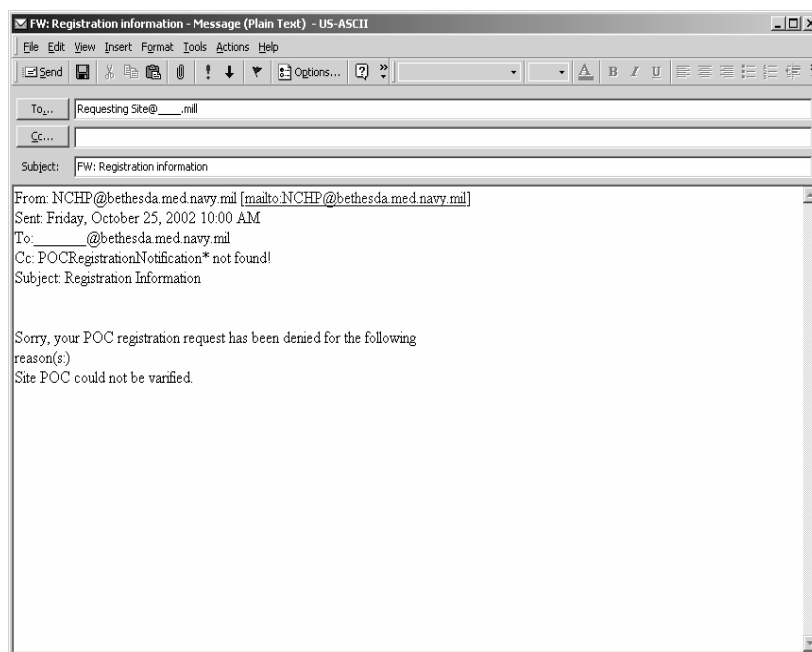 FW: Registration information - Message (Plain Text) - US-ASCII
File Edit View Insert Format Tools Actions Help
Send Options... A B I U
To... Requesting Site@____.mill
Cc...
Subject: FW: Registration information
From: NCHP@bethesda.med.navy.mil [mailto:NCHP@bethesda.med.navy.mil]
Sent: Friday, October 25, 2002 10:00 AM
To:_______@bethesda.med.navy.mil
Cc: POCRegistrationNotification* not found!
Subject: Registration Information
Sorry, your POC registration request has been denied for the following
reason(s:)
Site POC could not be varified.